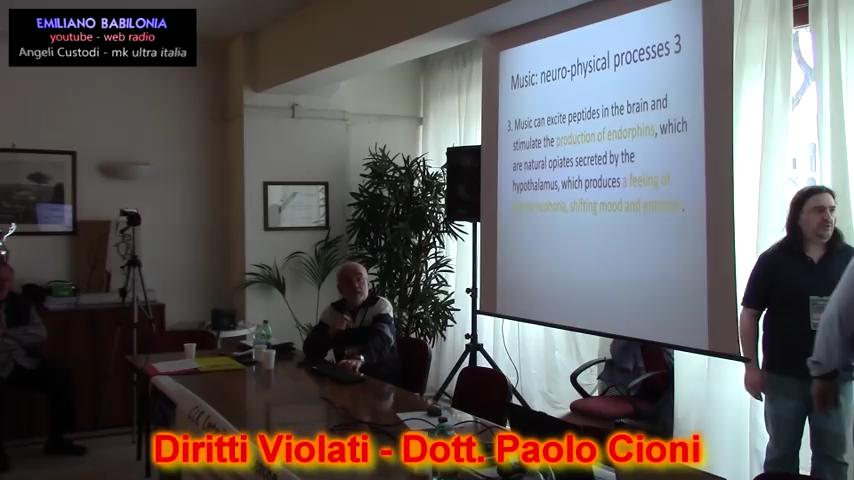 EMILIANO BABILONIA
youtube - web radio
Angeli Custodi - mk ultra italia
Music: neuro-physical processes 3
3. Music can excite peptides in the brain and
stimulate the production of endorphins, which
are natural opiates secreted by the
hypothalamus, which produces a feeling of
euphoria, shifting mood and
Diritti Violati - Dott. Paolo Cioni